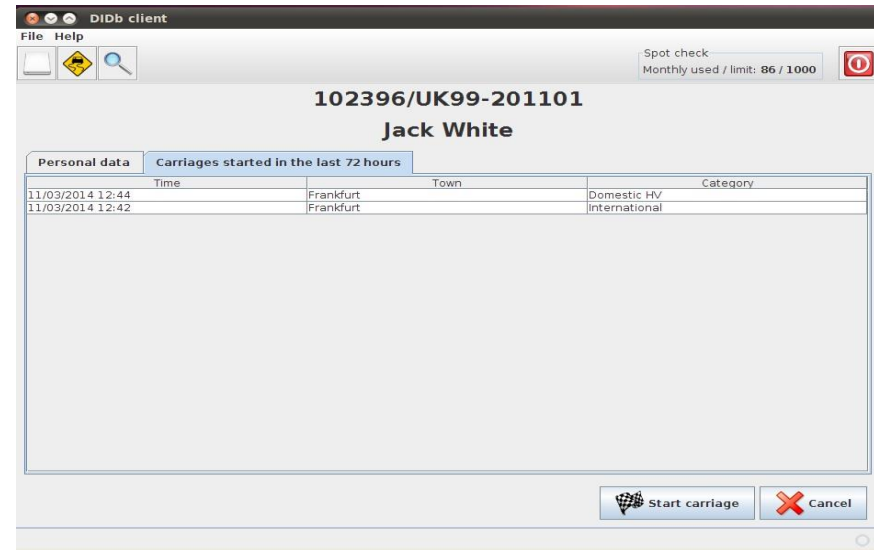 DIDb client
File Help
Spot check
Monthly used / limit: 86 / 1000
102396/UK99-201101
Jack White
Personal data Carriages started in the last 72 hours
Time Town Category
11/03/2014 12:44 Frankfurt Domestic HV
11/03/2014 12:42 Frankfurt International
Start carriage Cancel